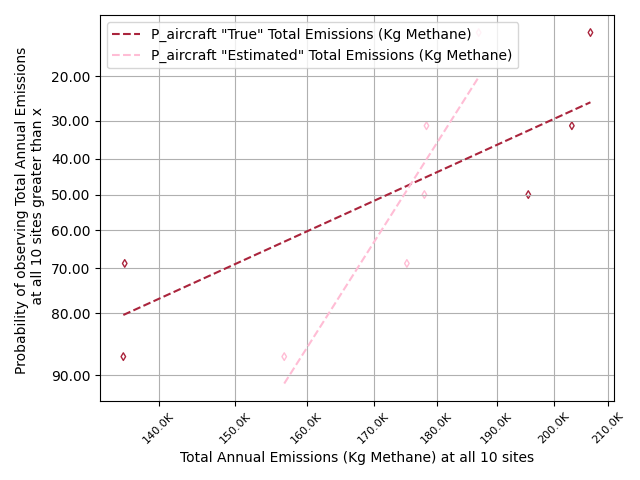 P_aircraft "True" Total Emissions (Kg Methane)
P_aircraft "Estimated" Total Emissions (Kg Methane)
Probability of observing Total Annual Emissions
at all 10 sites greater than x
20.00
30.00
40.00
50.00
60.00
70.00
80.00
90.00
140.0K
150.0K
160.0K
170.0K
180.0K
190.0K
200.0K
210.0K
Total Annual Emissions (Kg Methane) at all 10 sites